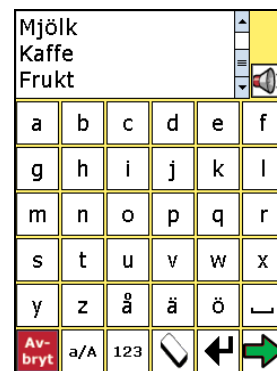 Mjölk
Kaffe
Frukt
a b c d e f
g h i j k l
m n o p q r
s t u v w x
y z å ä ö
Av-
bryt a/A 123